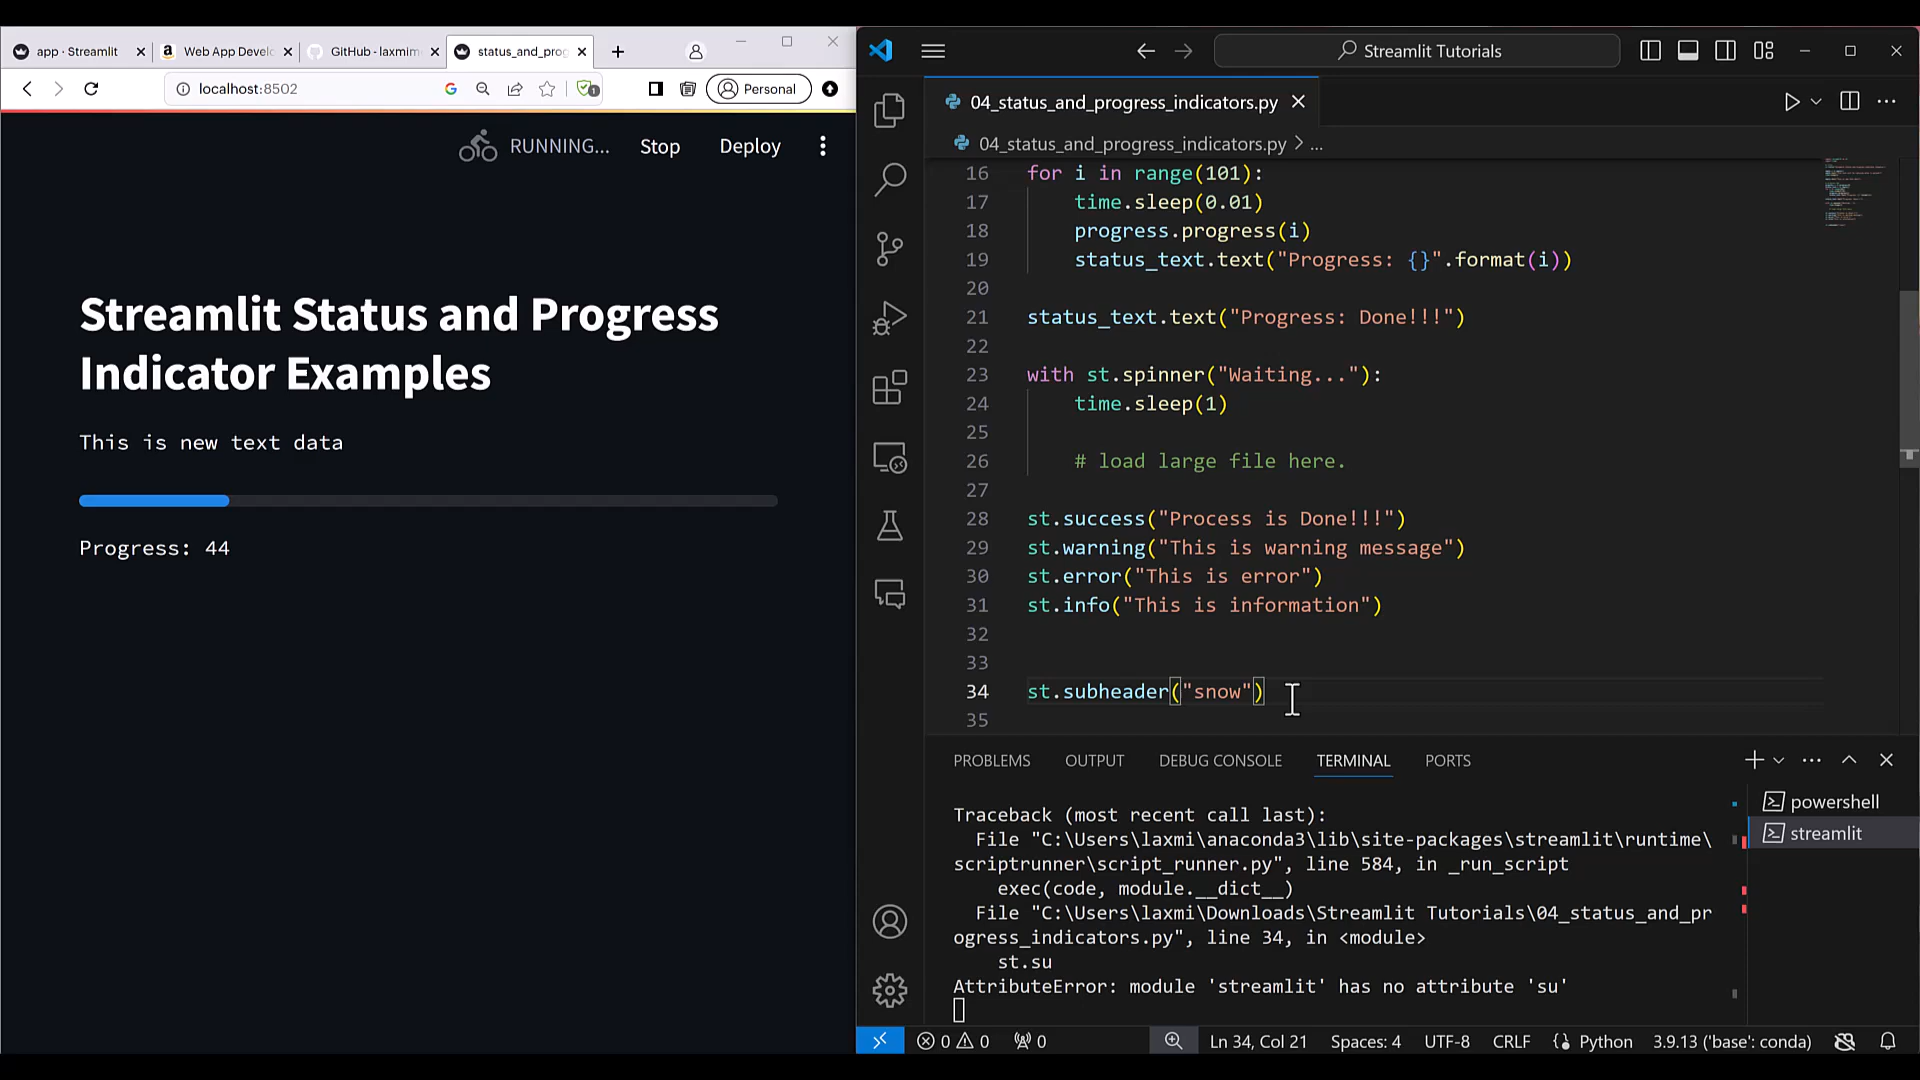 app · Streamlit
Web App Devel
GitHub - laxmim
status_and_prog
localhost:8502
Personal
RUNNING...
Stop
Deploy
Streamlit Status and Progress
Indicator Examples
This is new text data
Progress: 44
Streamlit Tutorials
04_status_and_progress_indicators.py
04_status_and_progress_indicators.py > ...
16 for i in range(101):
17 time.sleep(0.01)
18 progress.progress(i)
19 status_text.text("Progress: {}".format(i))
20
21 status_text.text("Progress: Done!!!")
22
23 with st.spinner("Waiting..."):
24 time.sleep(1)
25
26 # load large file here.
27
28 st.success("Process is Done!!!")
29 st.warning("This is warning message")
30 st.error("This is error")
31 st.info("This is information")
32
33
34 st.subheader("snow")
35
PROBLEMS OUTPUT DEBUG CONSOLE TERMINAL PORTS
Traceback (most recent call last):
File "C:\Users\laxmi\anaconda3\lib\site-packages\streamlit\runtime\
scriptrunner\script_runner.py", line 584, in _run_script
exec(code, module.__dict__)
File "C:\Users\laxmi\Downloads\Streamlit Tutorials\04_status_and_pr
ogress_indicators.py", line 34, in <module>
st.su
AttributeError: module 'streamlit' has no attribute 'su'
powershell
streamlit
0 0 0 Ln 34, Col 21 Spaces: 4 UTF-8 CRLF Python 3.9.13 ('base': conda)